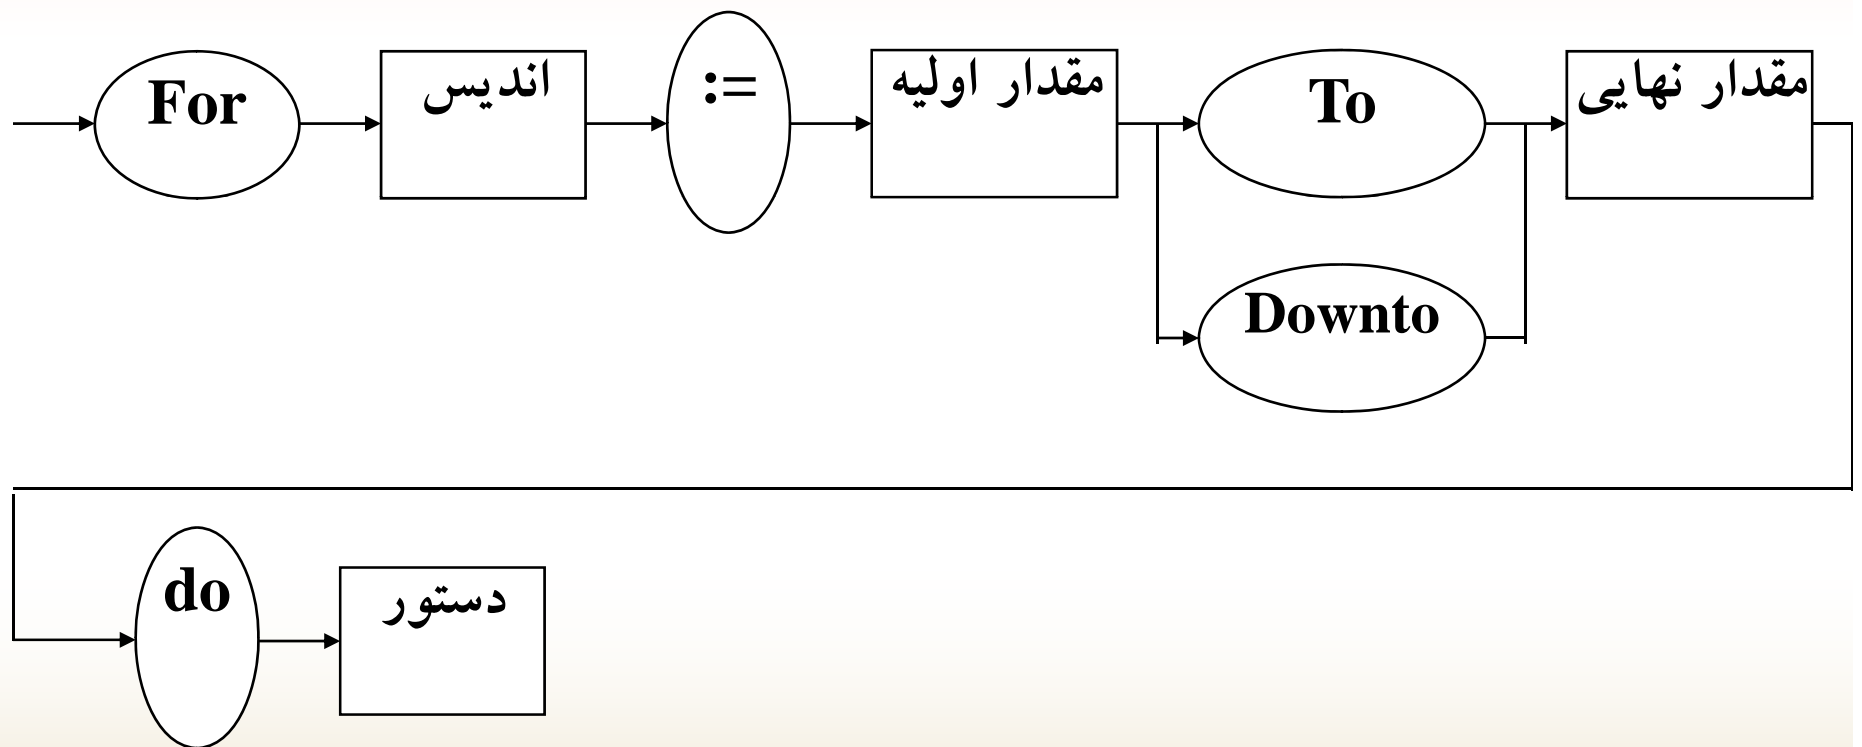 For
اندیس
:=
مقدار اولیه
To
مقدار نهایی
Downto
do
دستور